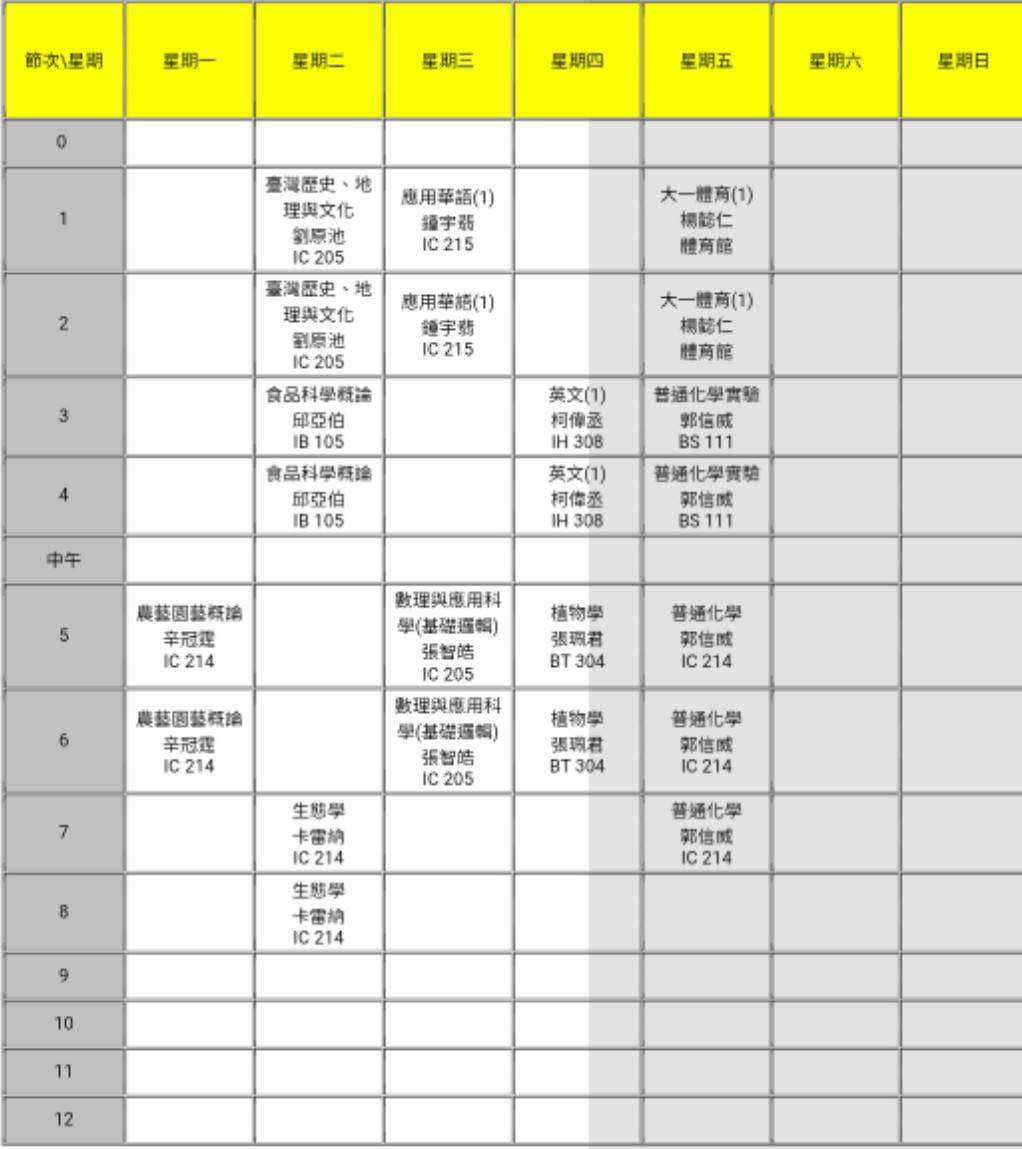 節次\星期 星期一 星期二 星期三 星期四 星期五 星期六 星期日
0
1
臺灣歷史、地
理與文化
劉原池
IC 205
應用華語(1)
鍾宇翡
IC 215
大一體育(1)
楊懿仁
體育館
2
臺灣歷史、地
理與文化
劉原池
IC 205
應用華語(1)
鍾宇翡
IC 215
大一體育(1)
楊懿仁
體育館
3
食品科學概論
邱亞伯
IB 105
英文(1)
柯偉丞
IH 308
普通化學實驗
郭信威
BS 111
4
食品科學概論
邱亞伯
IB 105
英文(1)
柯偉丞
IH 308
普通化學實驗
郭信威
BS 111
中午
5
農藝園藝概論
辛冠霆
IC 214
數理與應用科
學(基礎邏輯)
張智皓
IC 205
植物學
張珮君
BT 304
普通化學
郭信威
IC 214
6
農藝園藝概論
辛冠霆
IC 214
數理與應用科
學(基礎邏輯)
張智皓
IC 205
植物學
張珮君
BT 304
普通化學
郭信威
IC 214
7
生態學
卡雷納
IC 214
普通化學
郭信威
IC 214
8
生態學
卡雷納
IC 214
9
10
11
12